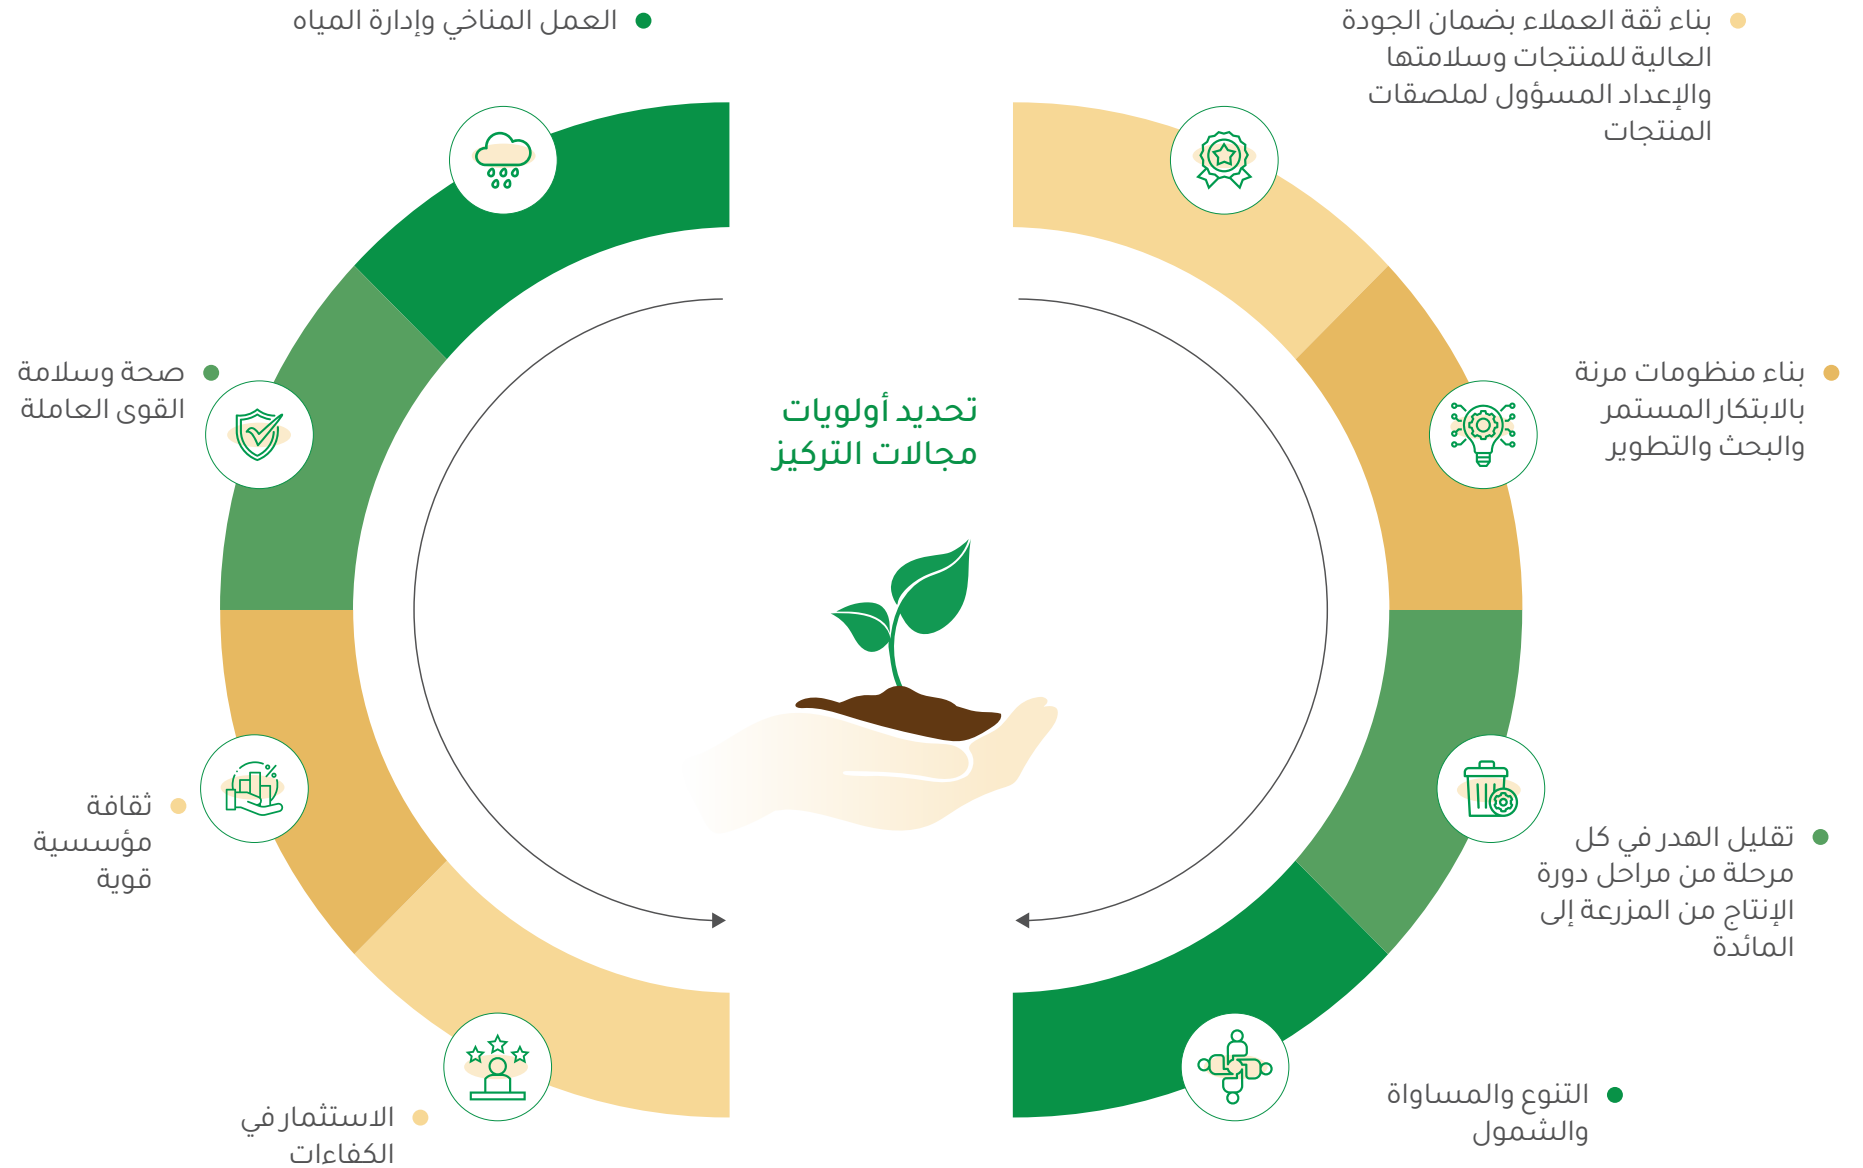 بناء ثقة العملاء بضمان الجودة
العالية للمنتجات وسلامتها
والإعداد المسؤول لملصقات
المنتجات
بناء منظومات مرنة
بالابتكار المستمر
والبحث والتطوير
تقليل الهدر في كل
مرحلة من مراحل دورة
الإنتاج من المزرعة إلى
المائدة
التنوع والمساواة
والشمول
تحديد أولويات
مجالات التركيز
العمل المناخي وإدارة المياه
صحة وسلامة
القوى العاملة
ثقافة
مؤسسية
قوية
الاستثمار في
الكفاءات
%